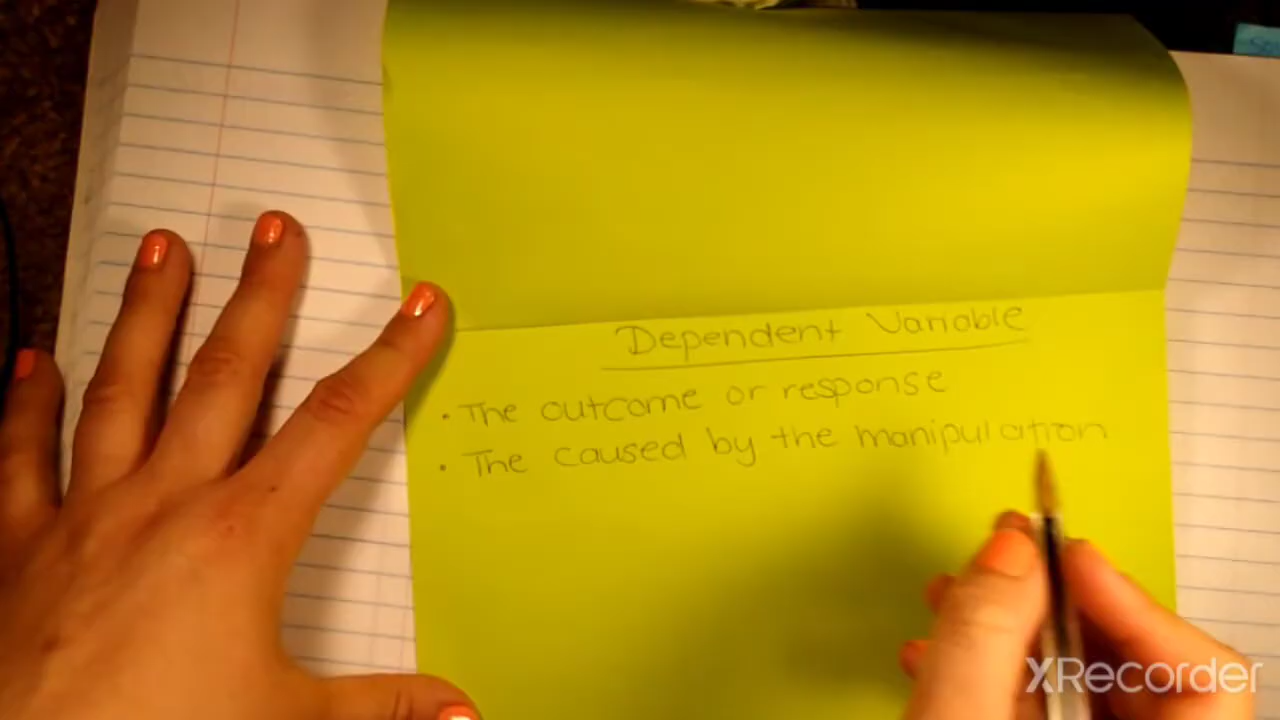 Dependent Variable
• The outcome or response
• The caused by the manipulation
XRecorder